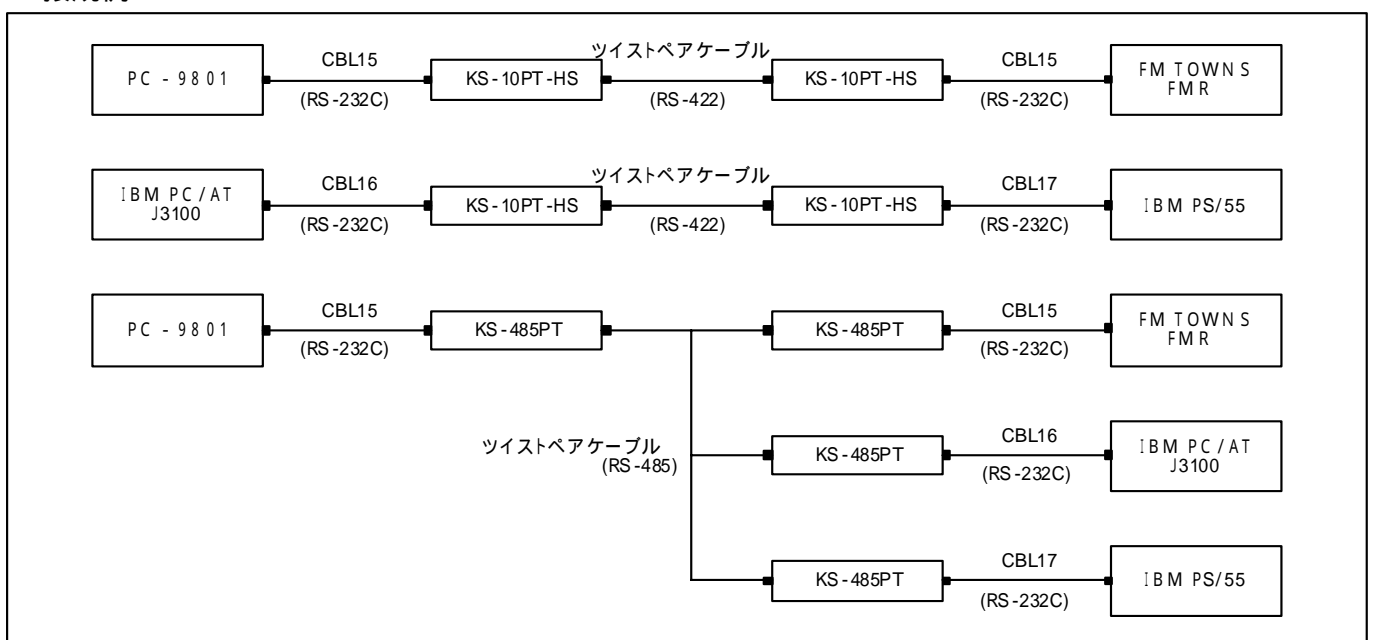 ツイストペアケーブル
PC-9801 CBL15 (RS-232C) KS-10PT-HS (RS-422) KS-10PT-HS CBL15 (RS-232C) FM TOWNS
FMR
ツイストペアケーブル
IBM PC/AT
J3100 CBL16 (RS-232C) KS-10PT-HS (RS-422) KS-10PT-HS CBL17 (RS-232C) IBM PS/55
PC-9801 CBL15 (RS-232C) KS-485PT KS-485PT CBL15 (RS-232C) FM TOWNS
FMR
ツイストペアケーブル
(RS-485)
KS-485PT CBL16 (RS-232C) IBM PC/AT
J3100
KS-485PT CBL17 (RS-232C) IBM PS/55